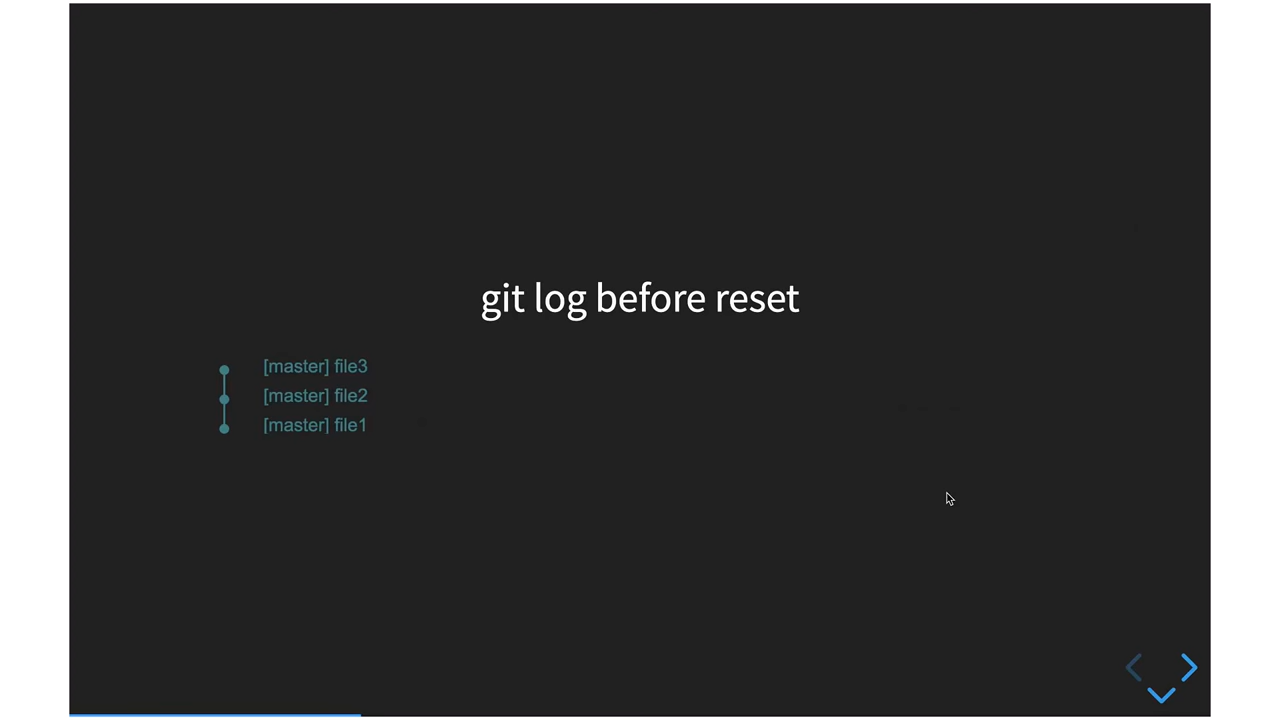 git log before reset
[master] file3
[master] file2
[master] file1